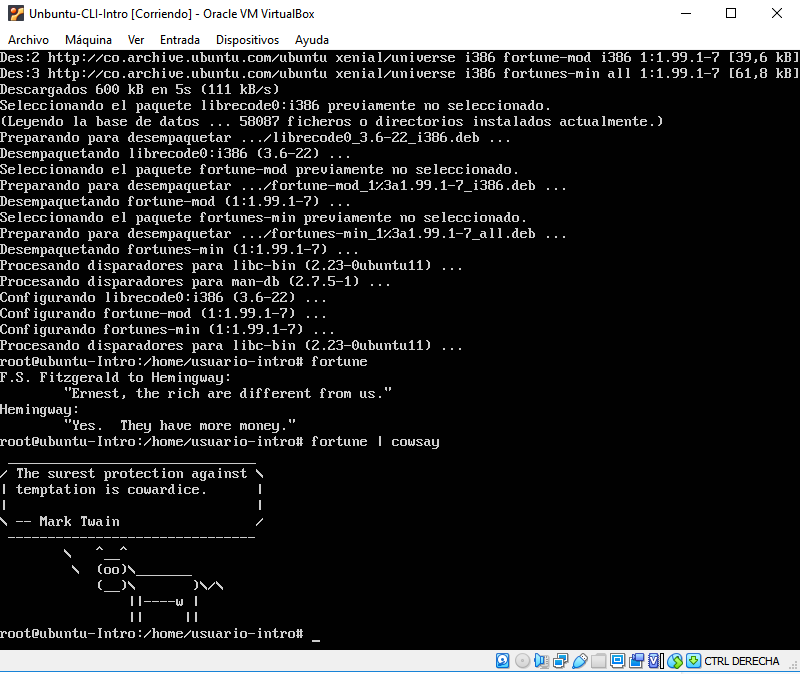 Unbuntu-CLI-Intro [Corriendo] - Oracle VM VirtualBox
Archivo Máquina Ver Entrada Dispositivos Ayuda
Des:2 http://co.archive.ubuntu.com/ubuntu xenial/universe i386 fortune-mod i386 1:1.99.1-7 [39,6 kB]
Des:3 http://co.archive.ubuntu.com/ubuntu xenial/universe i386 fortunes-min all 1:1.99.1-7 [61,8 kB]
Descargados 600 kB en 5s (111 kB/s)
Seleccionando el paquete librecode0:i386 previamente no seleccionado.
(Leyendo la base de datos ... 58087 ficheros o directorios instalados actualmente.)
Preparando para desempaquetar .../librecode0_3.6-22_i386.deb ...
Desempaquetando librecode0:i386 (3.6-22) ...
Seleccionando el paquete fortune-mod previamente no seleccionado.
Preparando para desempaquetar .../fortune-mod_1%3a1.99.1-7_i386.deb ...
Desempaquetando fortune-mod (1:1.99.1-7) ...
Seleccionando el paquete fortunes-min previamente no seleccionado.
Preparando para desempaquetar .../fortunes-min_1%3a1.99.1-7_all.deb ...
Desempaquetando fortunes-min (1:1.99.1-7) ...
Procesando disparadores para libc-bin (2.23-0ubuntu11) ...
Procesando disparadores para man-db (2.7.5-1) ...
Configurando librecode0:i386 (3.6-22) ...
Configurando fortune-mod (1:1.99.1-7) ...
Configurando fortunes-min (1:1.99.1-7) ...
Procesando disparadores para libc-bin (2.23-0ubuntu11) ...
root@ubuntu-Intro:/home/usuario-intro# fortune
F.S. Fitzgerald to Hemingway:
        "Ernest, the rich are different from us."
Hemingway:
        "Yes.  They have more money."
root@ubuntu-Intro:/home/usuario-intro# fortune | cowsay
 _______________________________
/ The surest protection against \
| temptation is cowardice.      |
|                               |
\ -- Mark Twain                 /
 -------------------------------
        \   ^__^
         \  (oo)\_______
            (__)\       )\/\
                ||----w |
                ||     ||
root@ubuntu-Intro:/home/usuario-intro# _
CTRL DERECHA